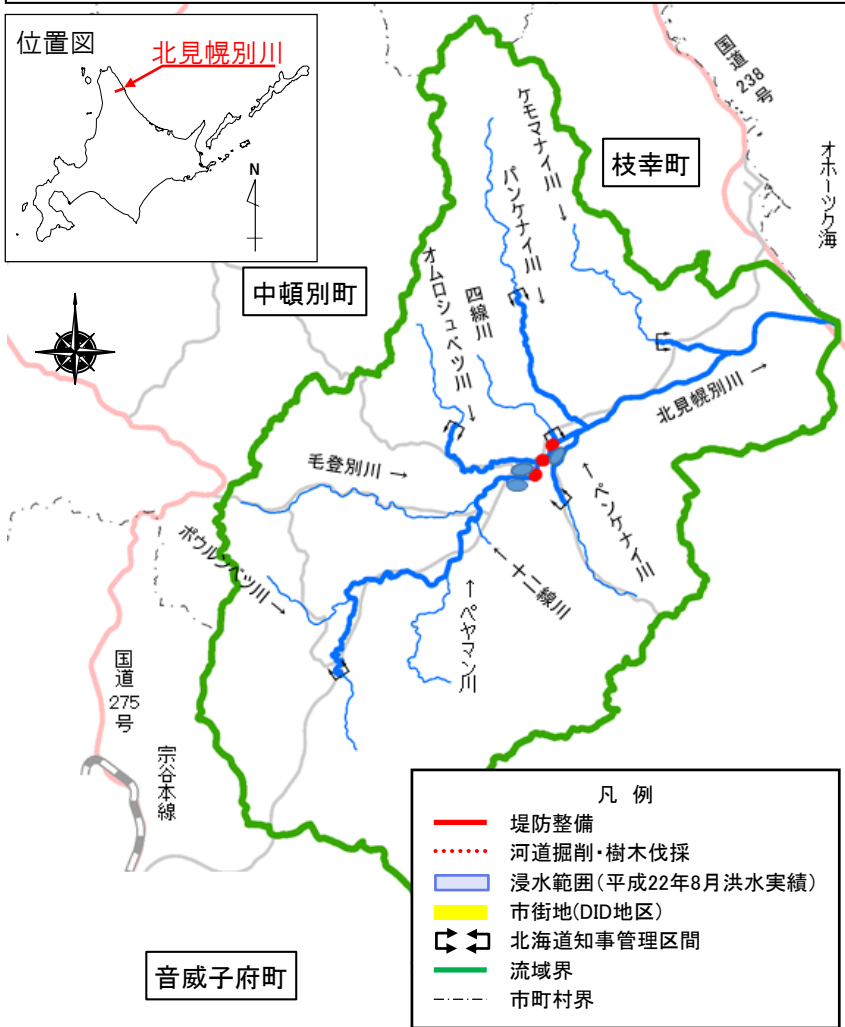 位置図
北見幌別川
N
国道
238
号
オホーツク海
枝幸町
ケモマナイ川 →
パンケナイ川 →
中頓別町
四線川
オムロシュベツ川 →
北見幌別川 →
毛登別川 →
←ペンケナイ川
ポウルンベツ川 →
←十二線川
←ペヤマン川
国道
275
号
宗谷本線
音威子府町
凡 例
堤防整備
河道掘削・樹木伐採
浸水範囲(平成22年8月洪水実績)
市街地(DID地区)
北海道知事管理区間
流域界
市町村界